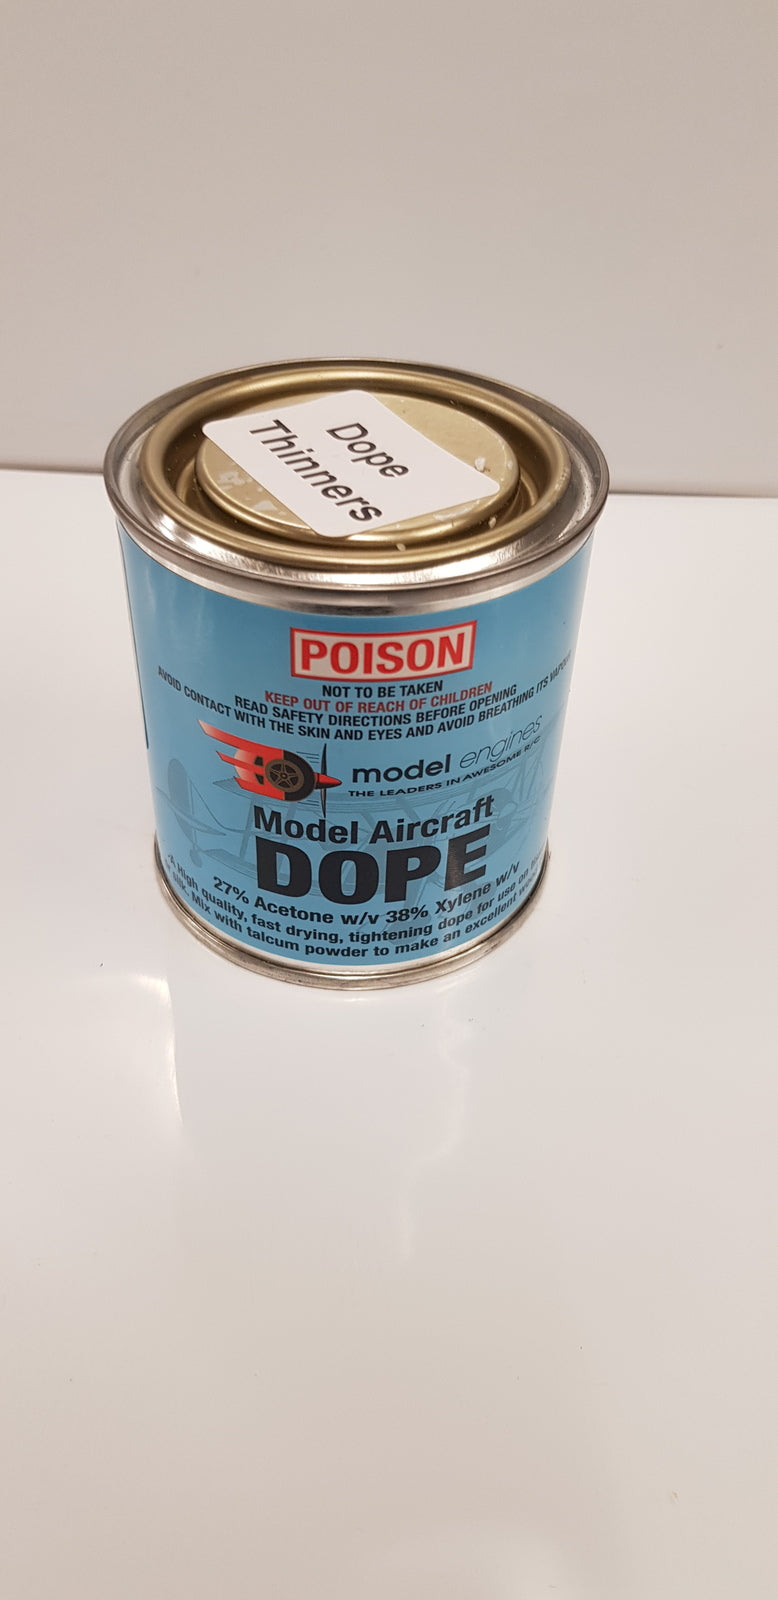 Dope
Thinners
POISON
NOT TO BE TAKEN
KEEP OUT OF REACH OF CHILDREN
READ SAFETY DIRECTIONS BEFORE OPENING
AVOID CONTACT WITH THE SKIN AND EYES AND AVOID BREATHING ITS VAPOUR
model engines
THE LEADERS IN AWESOME R/C
Model Aircraft
DOPE
27% Acetone w/v 38% Xylene w/v
A High quality, fast drying, tightening dope for use on
silk. Mix with talcum powder to make an excellent